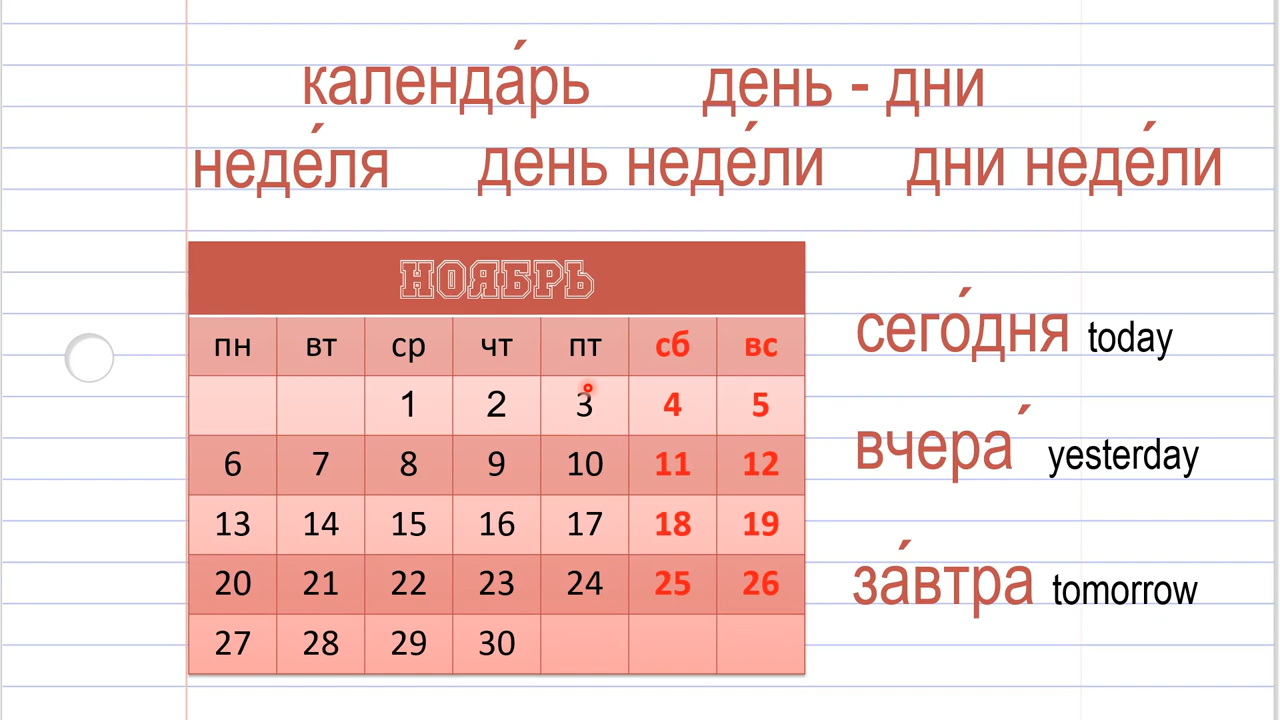 календа́рь день - дни
неде́ля день неде́ли дни неде́ли
НОЯБРЬ
пн вт ср чт пт сб вс
1 2 3 4 5
6 7 8 9 10 11 12
13 14 15 16 17 18 19
20 21 22 23 24 25 26
27 28 29 30
сего́дня today
вчера́ yesterday
за́втра tomorrow